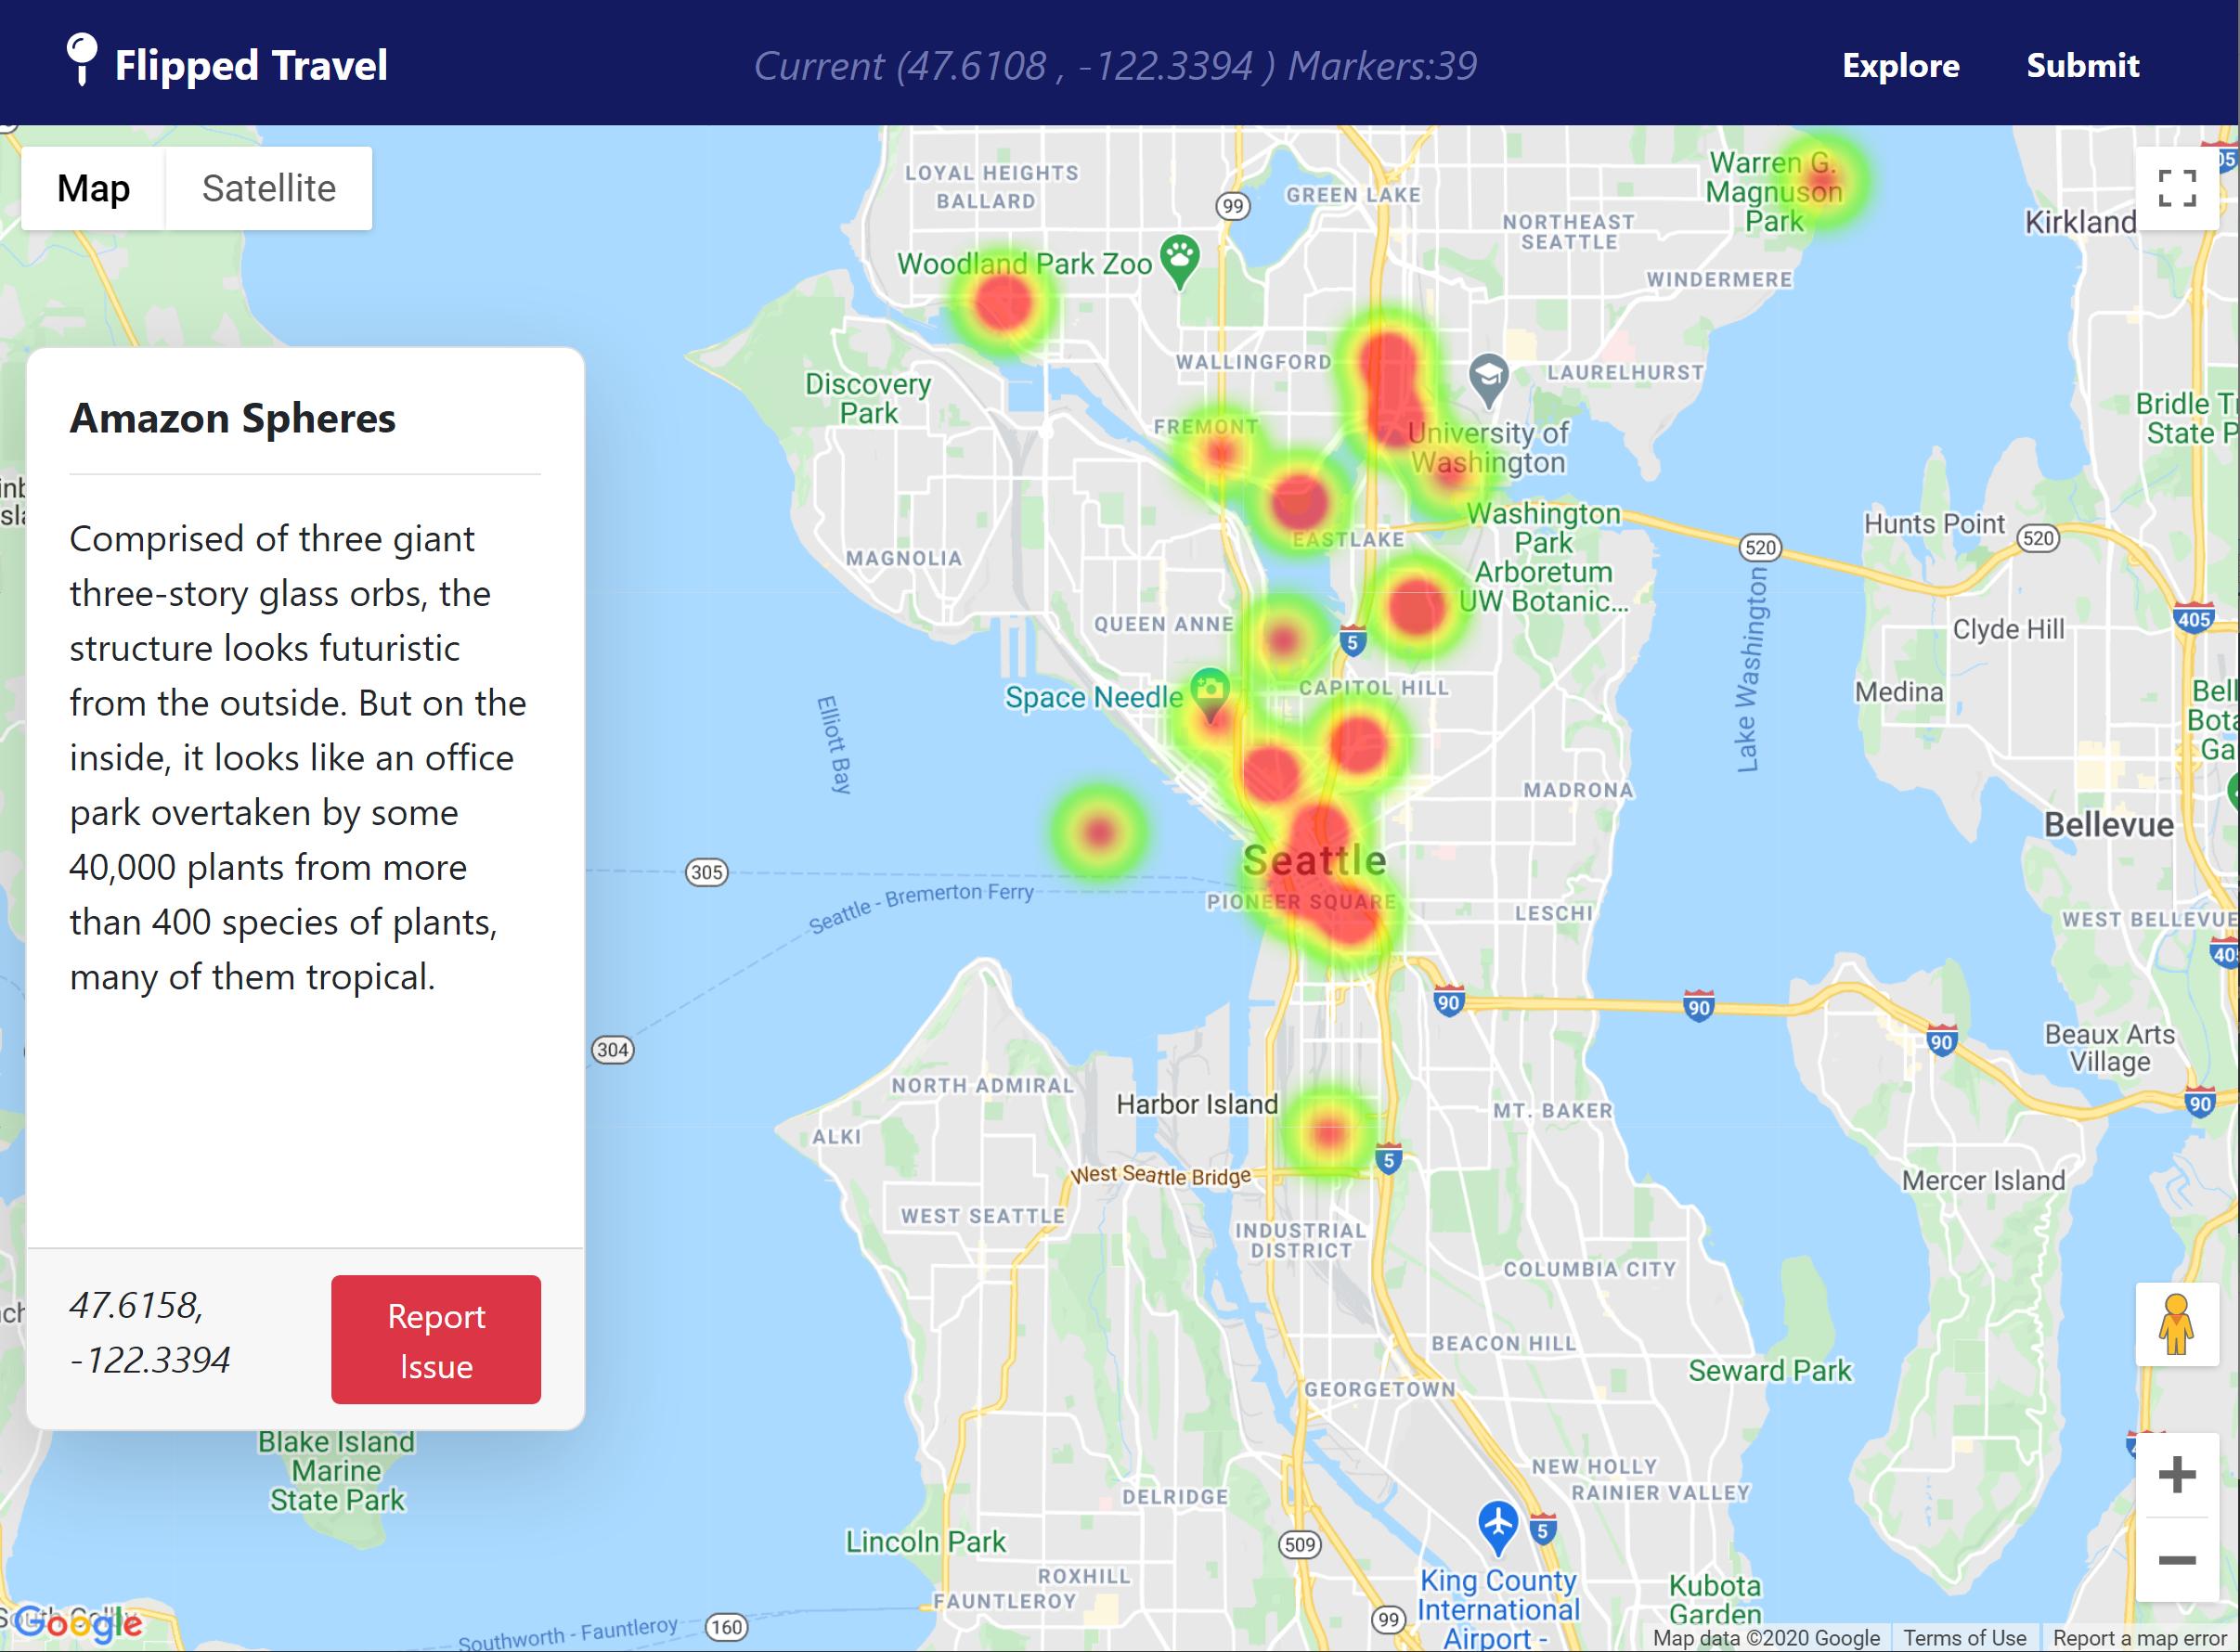 Flipped Travel
Current (47.6108 , -122.3394 ) Markers:39
Explore
Submit
Map
Satellite
Amazon Spheres
Comprised of three giant
three-story glass orbs, the
structure looks futuristic
from the outside. But on the
inside, it looks like an office
park overtaken by some
40,000 plants from more
than 400 species of plants,
many of them tropical.
47.6158,
-122.3394
Report
Issue
LOYAL HEIGHTS
BALLARD
99
GREEN LAKE
NORTHEAST
SEATTLE
Warren G.
Magnuson
Park
Kirkland
Woodland Park Zoo
WINDERMERE
Discovery
Park
WALLINGFORD
LAURELHURST
FREMONT
University of
Washington
Bridle
State
MAGNOLIA
EASTLAKE
Washington
Park
Arboretum
UW Botanic...
520
Hunts Point
520
QUEEN ANNE
5
Clyde Hill
405
Space Needle
CAPITOL HILL
Medina
Elliott Bay
Lake Washington
MADRONA
Bellevue
Seattle
305
Seattle - Bremerton Ferry
PIONEER SQUARE
LESCHI
WEST BELLEVUE
90
90
90
304
Beaux Arts
Village
90
NORTH ADMIRAL
Harbor Island
MT. BAKER
ALKI
5
West Seattle Bridge
Mercer Island
WEST SEATTLE
INDUSTRIAL
DISTRICT
COLUMBIA CITY
BEACON HILL
Seward Park
GEORGETOWN
Blake Island
Marine
State Park
NEW HOLLY
RAINIER VALLEY
DELRIDGE
Lincoln Park
509
5
ROXHILL
FAUNTLEROY
King County
International
Airport -
Kubota
Garden
99
160
Southworth - Fauntleroy
Google
Map data ©2020 Google
Terms of Use
Report a map error